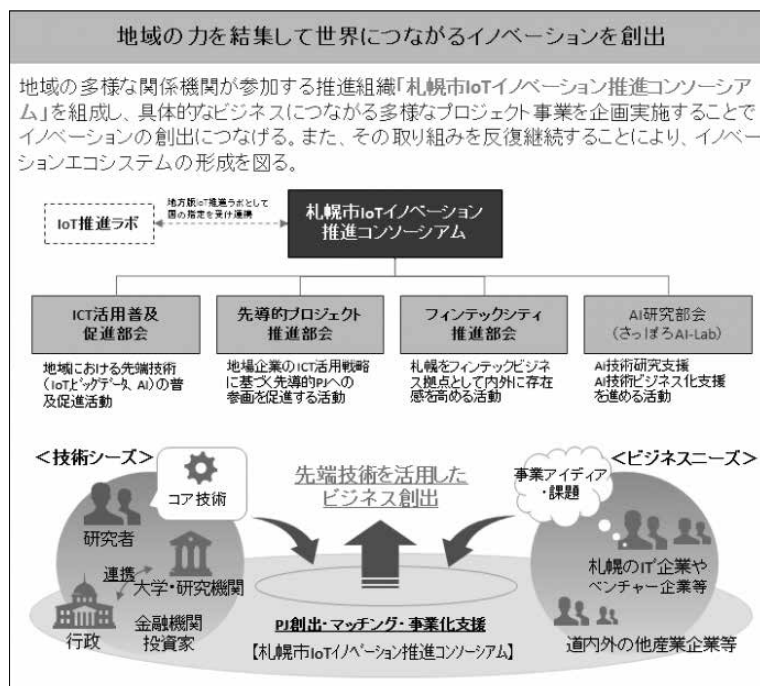 地域の力を結集して世界につながるイノベーションを創出
地域の多様な関係機関が参加する推進組織「札幌市IoTイノベーション推進コンソーシア
ム」を組成し、具体的なビジネスにつながる多様なプロジェクト事業を企画実施することで
イノベーションの創出につなげる。また、その取り組みを反復継続することにより、イノベー
ションエコシステムの形成を図る。
IoT推進ラボ
地方版IoT推進ラボとして
国の指定を受け連携
札幌市IoTイノベーション
推進コンソーシアム
ICT活用普及
促進部会
地域における先端技術
(IoT、ビッグデータ、AI)の普
及促進活動
先導的プロジェクト
推進部会
地場企業のICT活用戦略
に基づく先導的PJへの
参画を促進する活動
フィンテックシティ
推進部会
札幌をフィンテックビジネ
ス拠点として内外に存在
感を高める活動
AI研究部会
(さっぽろAI-Lab)
AI技術研究支援
AI技術ビジネス化支援
を進める活動
<技術シーズ>
コア技術
研究者
連携
大学・研究機関
行政
金融機関
投資家
先端技術を活用した
ビジネス創出
PJ創出・マッチング・事業化支援
【札幌市IoTイノベーション推進コンソーシアム】
<ビジネスニーズ>
事業アイディア
・課題
札幌のIT企業や
ベンチャー企業等
道内外の他産業企業等